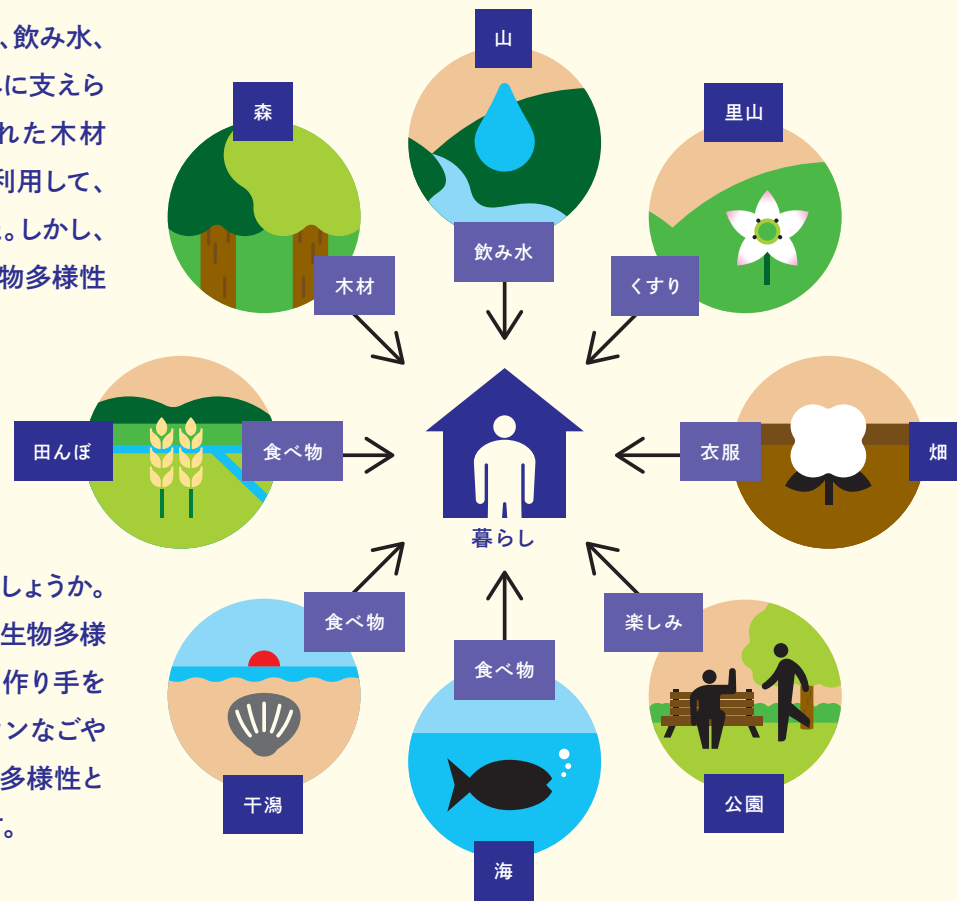 、飲み水、
に支えら
れた木材
利用して、
。しかし、
物多様性
しょうか。
生物多様
作り手を
ンなごや
多様性と
。
山
飲み水
森
木材
里山
くすり
田んぼ
食べ物
衣服
畑
暮らし
食べ物
干潟
食べ物
海
楽しみ
公園